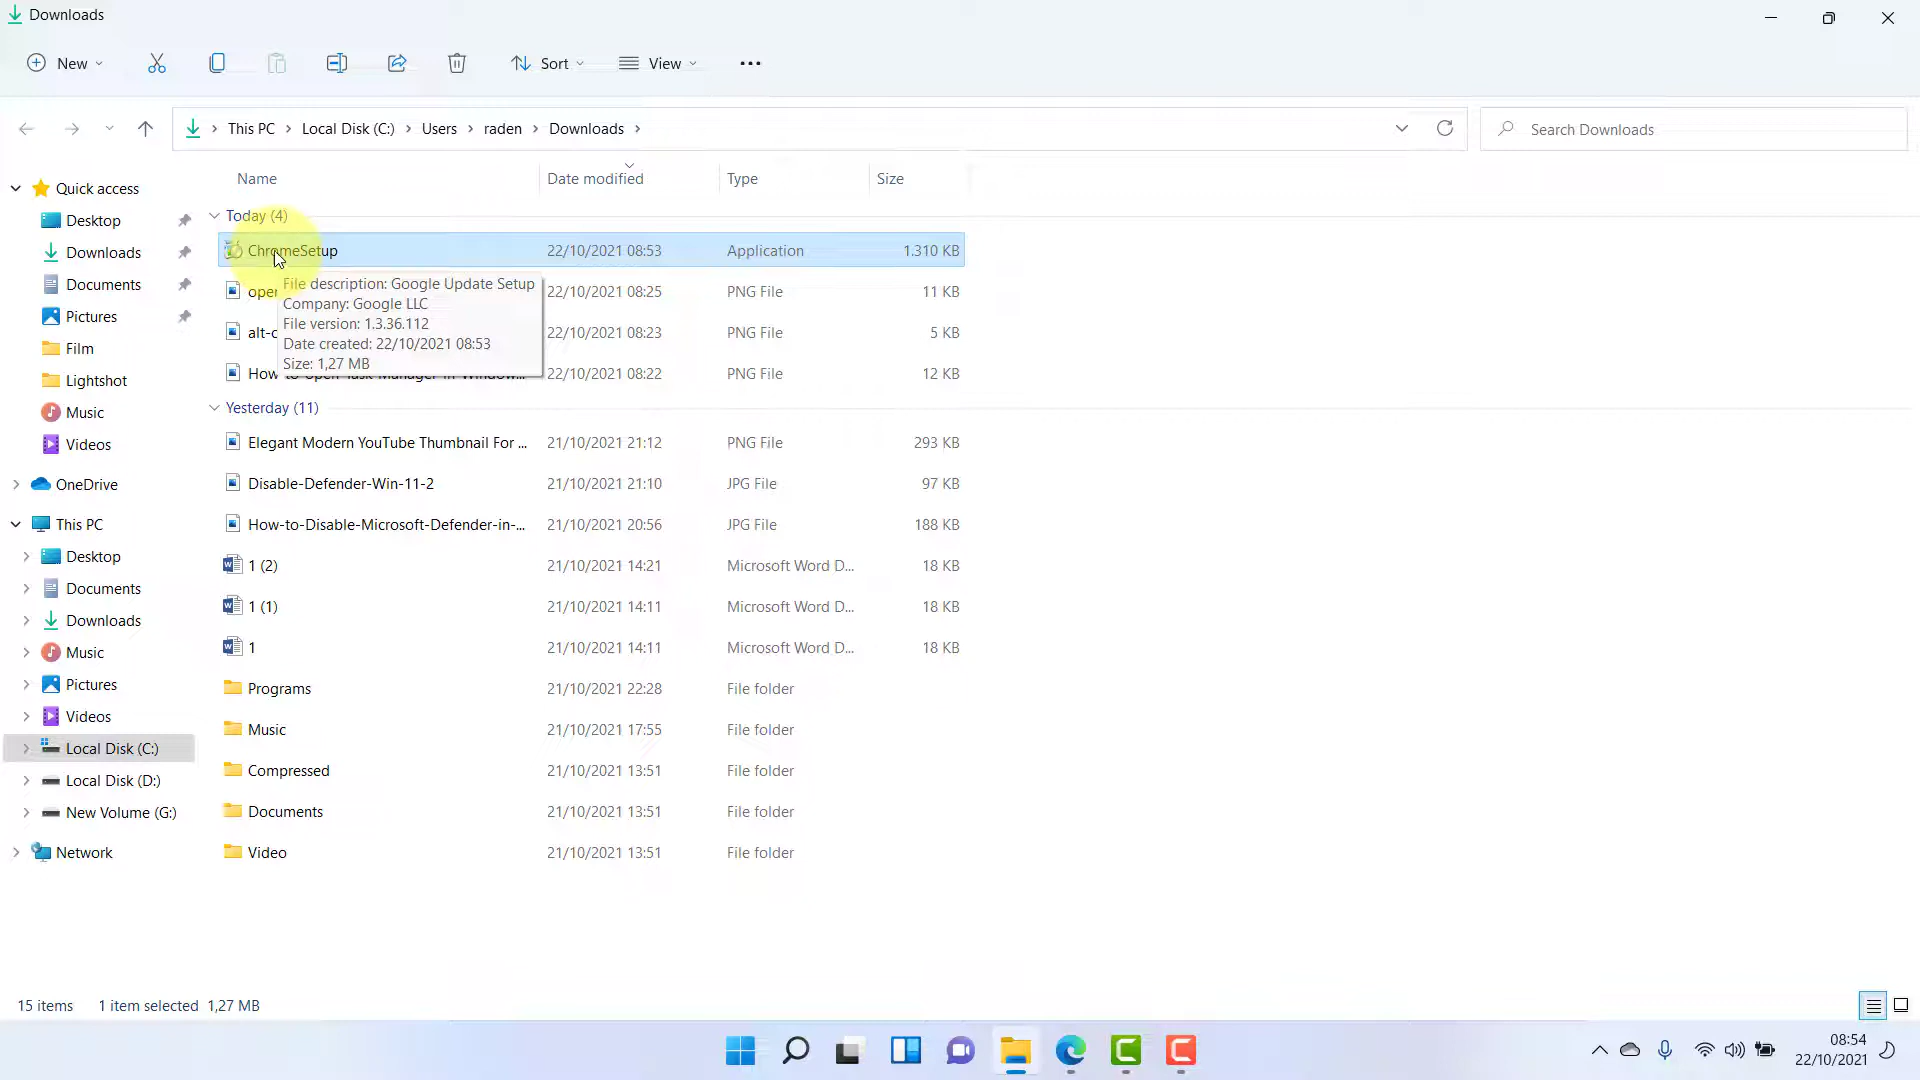 Downloads
New
Sort
View
This PC
Local Disk (C:)
Users
raden
Downloads
Search Downloads
Name
Date modified
Type
Size
Quick access
Desktop
Downloads
Documents
Pictures
Film
Lightshot
Music
Videos
OneDrive
This PC
Desktop
Documents
Downloads
Music
Pictures
Videos
Local Disk (C:)
Local Disk (D:)
New Volume (G:)
Network
Today (4)
ChromeSetup 22/10/2021 08:53 Application 1.310 KB
File description: Google Update Setup
Company: Google LLC
File version: 1.3.36.112
Date created: 22/10/2021 08:53
Size: 1,27 MB
22/10/2021 08:25 PNG File 11 KB
22/10/2021 08:23 PNG File 5 KB
How-to-Open-Task-Manager-in-Window... 22/10/2021 08:22 PNG File 12 KB
Yesterday (11)
Elegant Modern YouTube Thumbnail For ... 21/10/2021 21:12 PNG File 293 KB
Disable-Defender-Win-11-2 21/10/2021 21:10 JPG File 97 KB
How-to-Disable-Microsoft-Defender-in-... 21/10/2021 20:56 JPG File 188 KB
1 (2) 21/10/2021 14:21 Microsoft Word D... 18 KB
1 (1) 21/10/2021 14:11 Microsoft Word D... 18 KB
1 21/10/2021 14:11 Microsoft Word D... 18 KB
Programs 21/10/2021 22:28 File folder
Music 21/10/2021 17:55 File folder
Compressed 21/10/2021 13:51 File folder
Documents 21/10/2021 13:51 File folder
Video 21/10/2021 13:51 File folder
15 items
1 item selected 1,27 MB
08:54
22/10/2021